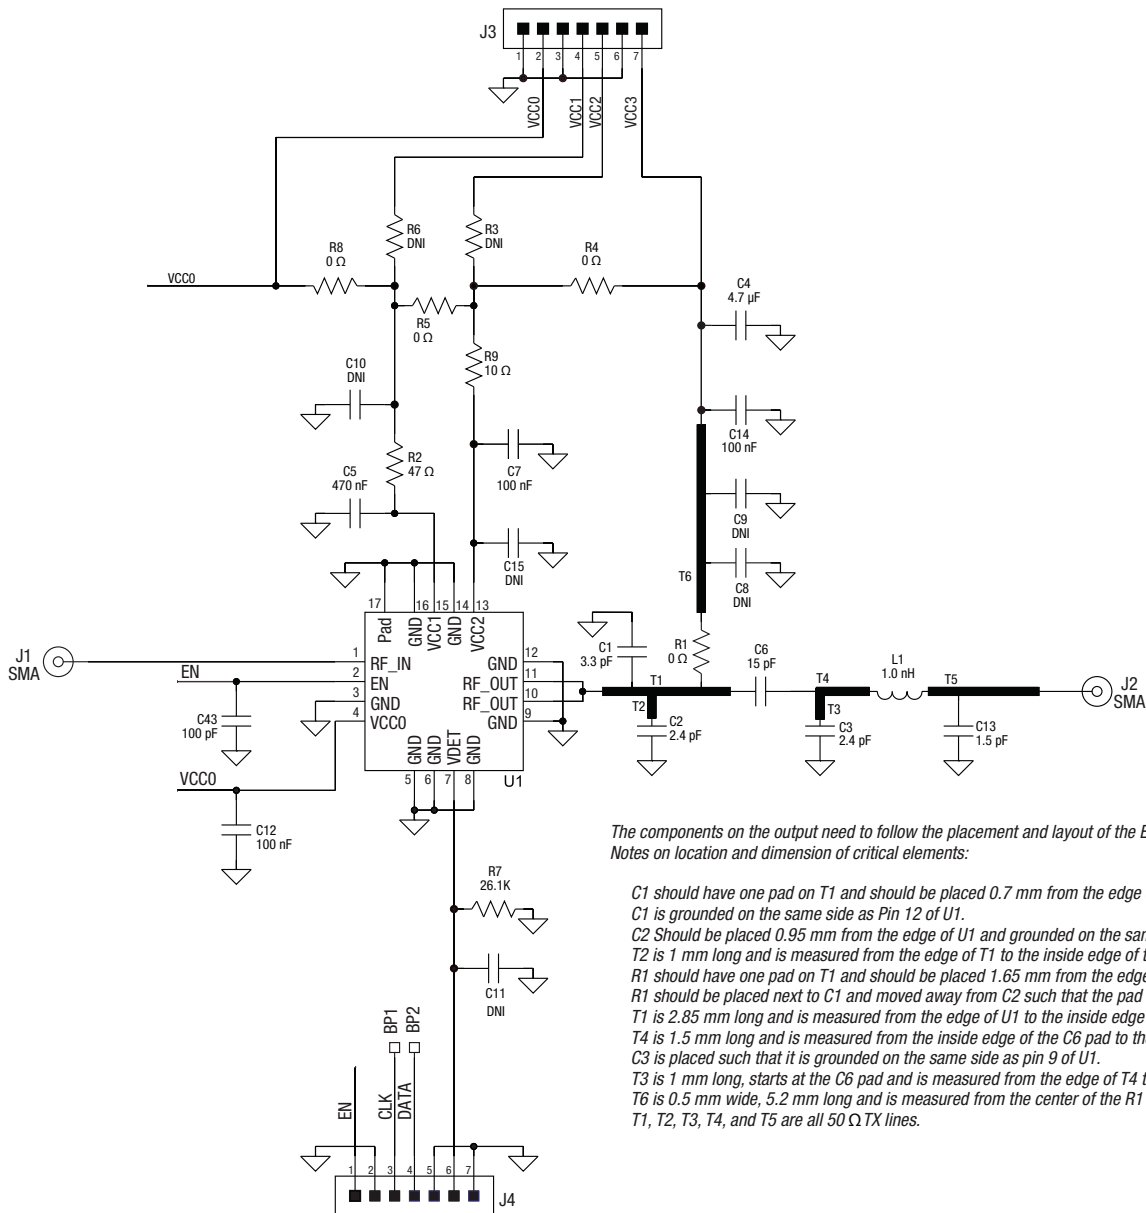 J3
1 2 3 4 5 6 7
VCC0
VCC1
VCC2
VCC3
R6
DNI
R3
DNI
R8
0 Ω
R4
0 Ω
VCC0
C4
4.7 µF
R5
0 Ω
R9
10 Ω
C10
DNI
C14
100 nF
R2
47 Ω
C7
100 nF
C5
470 nF
C9
DNI
C15
DNI
T6
C8
DNI
17 16 15 14 13
Pad
GND
VCC1
GND
VCC2
J1
SMA
1
RF_IN
EN
2
EN
3
GND
4
VCC0
C43
100 pF
GND
12
RF_OUT
11
RF_OUT
10
GND
9
C1
3.3 pF
R1
0 Ω
C6
15 pF
T1
T2
C2
2.4 pF
T4
T3
C3
2.4 pF
L1
1.0 nH
T5
J2
SMA
C13
1.5 pF
GND
GND
VDET
GND
5 6 7 8
U1
VCC0
C12
100 nF
The components on the output need to follow the placement and layout of the
Notes on location and dimension of critical elements:
C1 should have one pad on T1 and should be placed 0.7 mm from the edge
C1 is grounded on the same side as Pin 12 of U1.
C2 Should be placed 0.95 mm from the edge of U1 and grounded on the
T2 is 1 mm long and is measured from the edge of T1 to the inside edge of
R1 should have one pad on T1 and should be placed 1.65 mm from the
R1 should be placed next to C1 and moved away from C2 such that the pad
T1 is 2.85 mm long and is measured from the edge of U1 to the inside edge
T4 is 1.5 mm long and is measured from the inside edge of the C6 pad to
C3 is placed such that it is grounded on the same side as pin 9 of U1.
T3 is 1 mm long, starts at the C6 pad and is measured from the edge of T4
T6 is 0.5 mm wide, 5.2 mm long and is measured from the center of the R1
T1, T2, T3, T4, and T5 are all 50 Ω TX lines.
R7
26.1K
C11
DNI
BP1
BP2
EN
CLK
DATA
1 2 3 4 5 6 7
J4